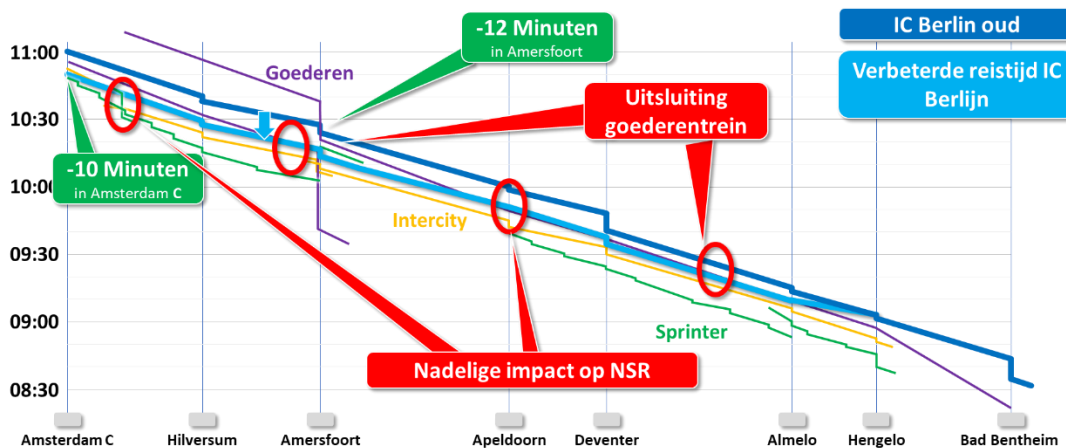 -12 Minuten
in Amersfoort
IC Berlin oud
Verbeterde reistijd IC
Berlijn
11:00
Goederen
Uitsluiting
goederentrein
10:30
-10 Minuten
in Amsterdam C
10:00
Intercity
09:30
Sprinter
09:00
Nadelige impact op NSR
08:30
Amsterdam C
Hilversum
Amersfoort
Apeldoorn
Deventer
Almelo
Hengelo
Bad Bentheim